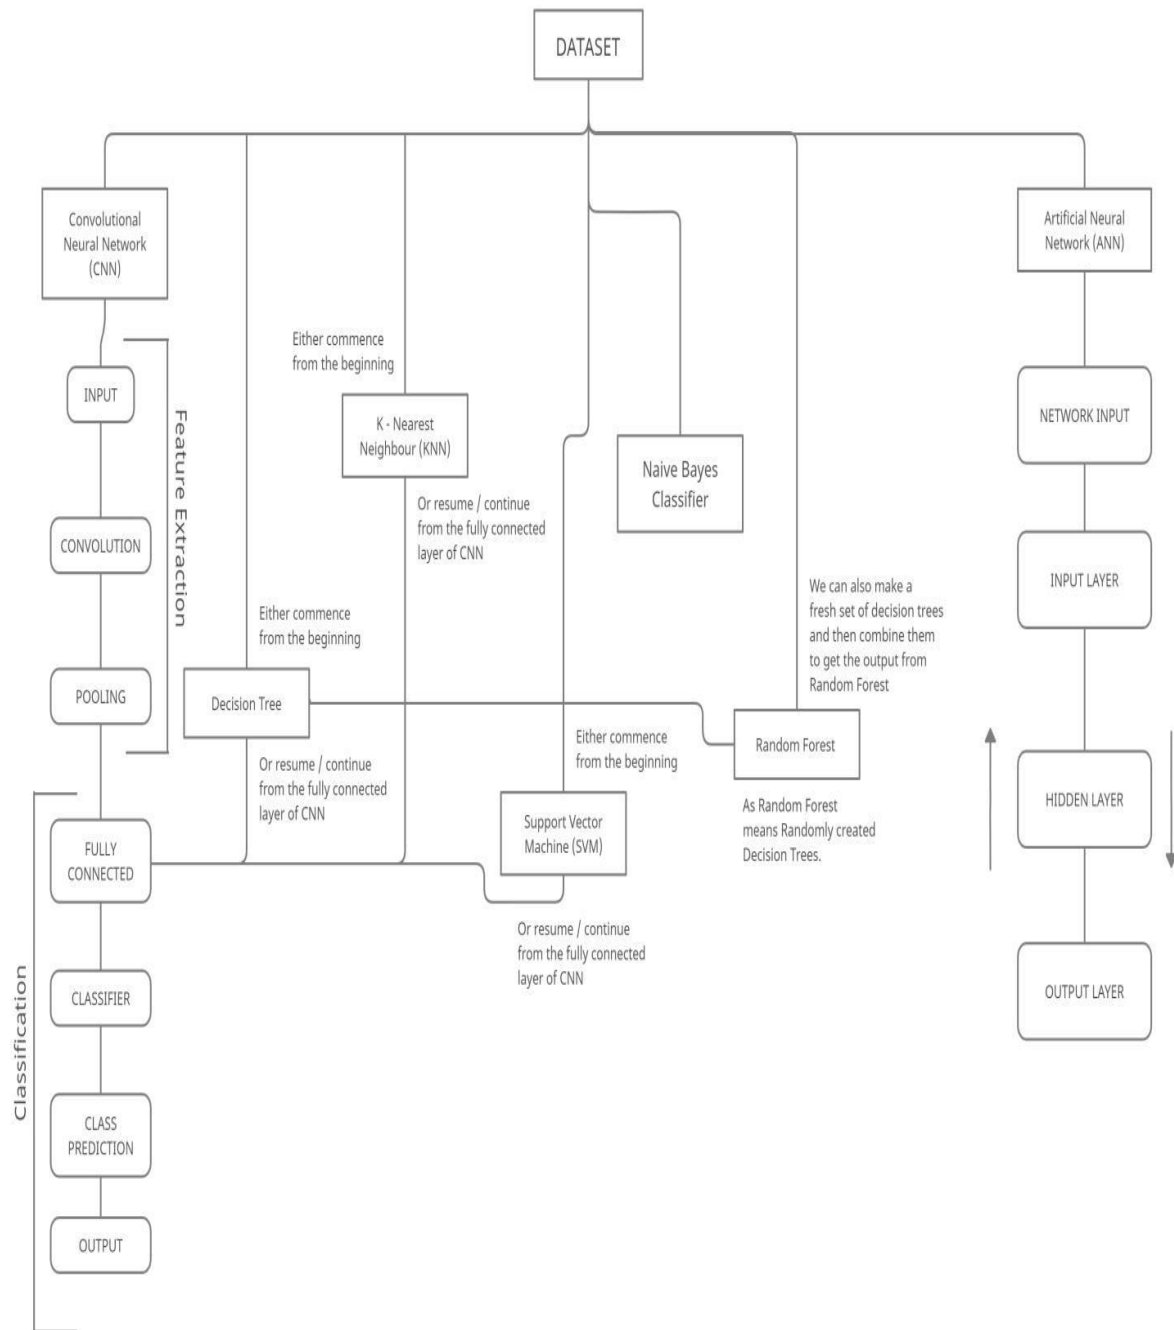 DATASET
Convolutional
Neural Network
(CNN)
Artificial Neural
Network (ANN)
Either commence
from the beginning
INPUT
NETWORK INPUT
K - Nearest
Neighbour (KNN)
Feature Extraction
Naive Bayes
Classifier
Or resume / continue
from the fully connected
layer of CNN
CONVOLUTION
INPUT LAYER
We can also make a
fresh set of decision trees
and then combine them
to get the output from
Random Forest
Either commence
from the beginning
POOLING
Decision Tree
Either commence
from the beginning
Random Forest
Or resume / continue
from the fully connected
layer of CNN
HIDDEN LAYER
As Random Forest
means Randomly created
Decision Trees.
Support Vector
Machine (SVM)
FULLY
CONNECTED
Or resume / continue
from the fully connected
layer of CNN
Classification
CLASSIFIER
OUTPUT LAYER
CLASS
PREDICTION
OUTPUT